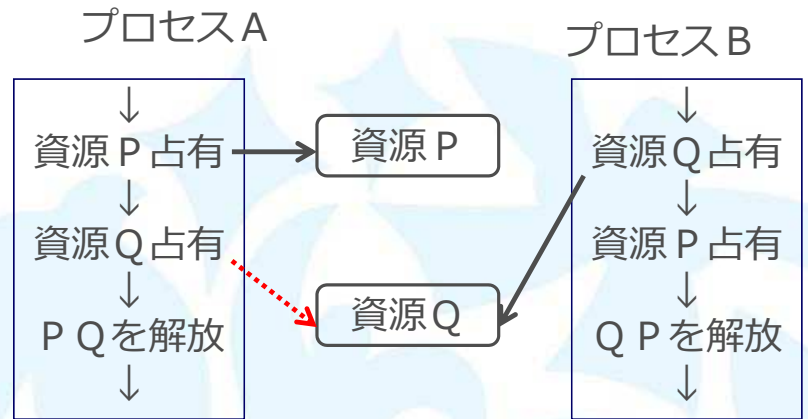 プロセスA
プロセスB
↓
資源P占有
↓
資源Q占有
↓
PQを解放
↓
資源P
資源Q
↓
資源Q占有
↓
資源P占有
↓
QPを解放
↓